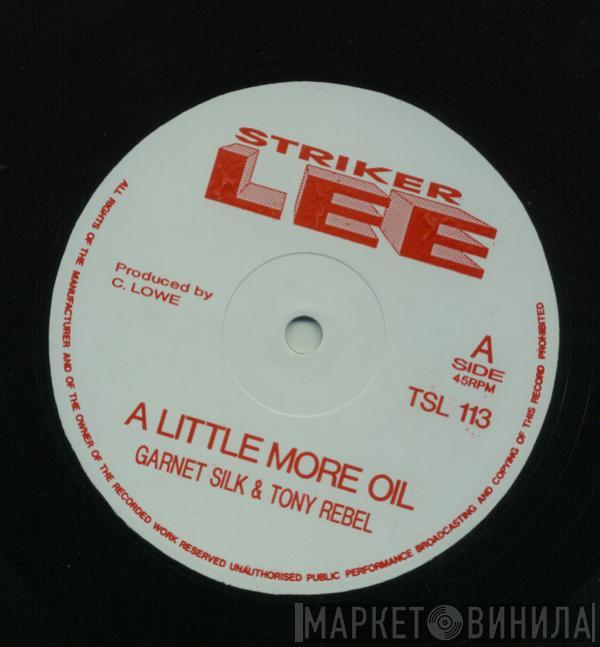 STRIKER
LEE
Produced by
C. LOWE
A
SIDE
45RPM
TSL 113
A LITTLE MORE OIL
GARNET SILK & TONY REBEL
ALL RIGHTS OF THE MANUFACTURER AND OF THE OWNER OF THE RECORDED WORK RESERVED UNAUTHORISED PUBLIC PERFORMANCE BROADCASTING AND COPYING OF THIS RECORD PROHIBITED
МАРКЕТ ВИНИЛА